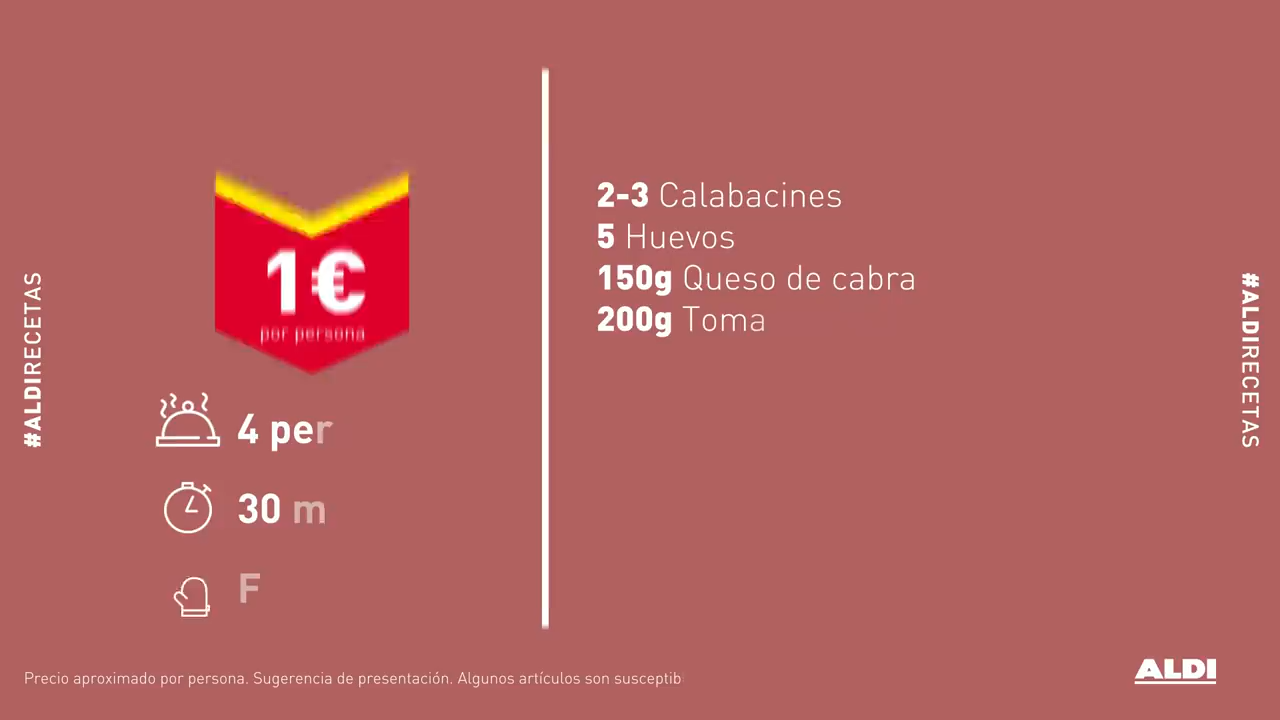 #ALDIRECETAS
1€
por persona
4 per
30 m
F
2-3 Calabacines
5 Huevos
150g Queso de cabra
200g Toma
#ALDIRECETAS
Precio aproximado por persona. Sugerencia de presentación. Algunos artículos son susceptib
ALDI